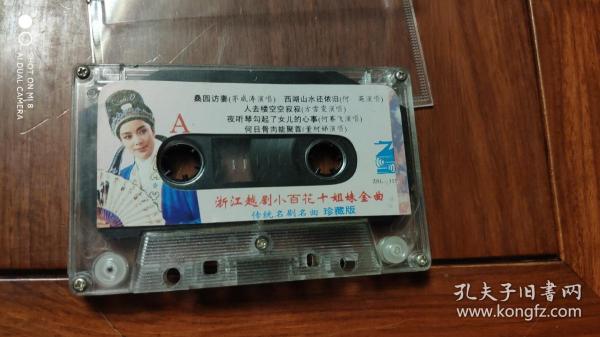 桑园访妻(茅威涛演唱) 西湖山水还依旧(何 英演唱)
人去楼空空寂寂(方雪雯演唱)
夜听琴勾起了女儿的心事(何赛飞演唱)
何日骨肉能聚首(董柯娣演唱)
A
浙江越剧小百花十姐妹金曲
传统名剧名曲 珍藏版
SHOT ON MI 8
AI DUAL CAMERA
孔夫子旧书网
www.kongfz.com